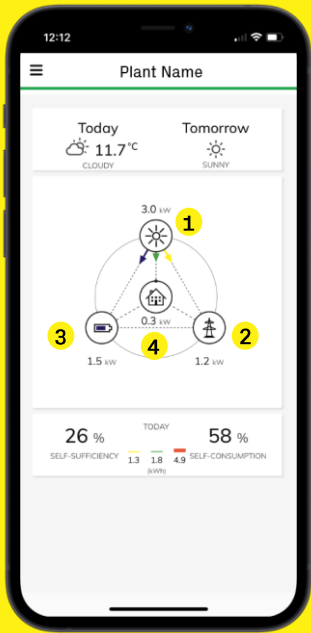 12:12
Plant Name
Today
Tomorrow
11.7 °C
CLOUDY
SUNNY
3.0 kW
1
0.3 kW
3
4
2
1.5 kW
1.2 kW
26 %
TODAY
58 %
SELF-SUFFICIENCY
1.3 1.8 4.9
SELF-CONSUMPTION
(kWh)